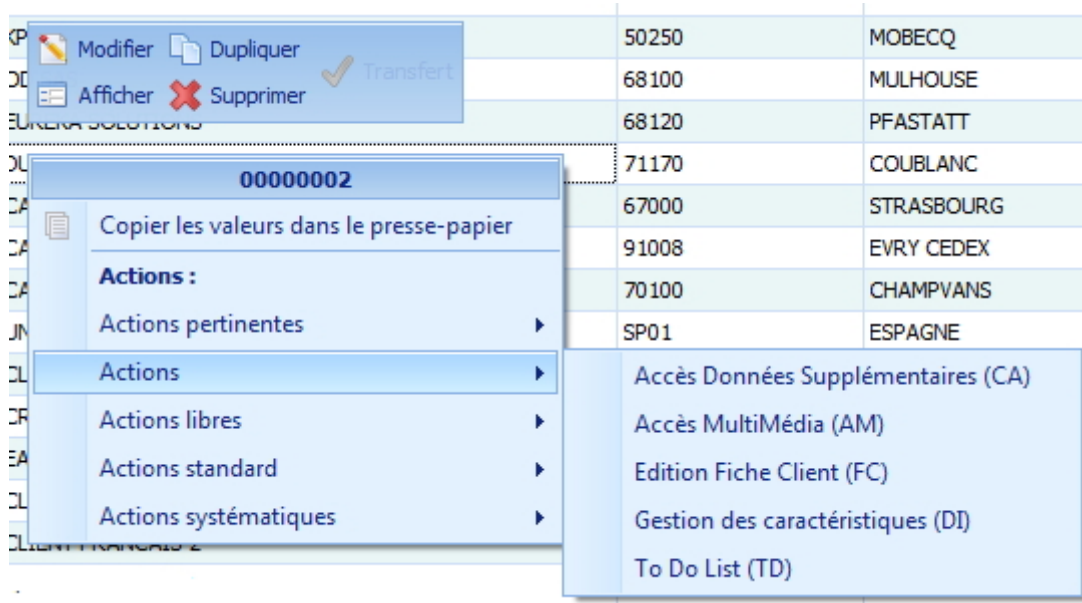 Modifier Dupliquer Transfert 50250 MOBECQ
Afficher Supprimer 68100 MULHOUSE
68120 PFASTATT
71170 COUBLANC
00000002
Copier les valeurs dans le presse-papier 67000 STRASBOURG
91008 EVRY CEDEX
Actions :
70100 CHAMPVANS
Actions pertinentes SP01 ESPAGNE
Actions
Actions libres
Actions standard
Actions systématiques
Accès Données Supplémentaires (CA)
Accès MultiMédia (AM)
Edition Fiche Client (FC)
Gestion des caractéristiques (DI)
To Do List (TD)